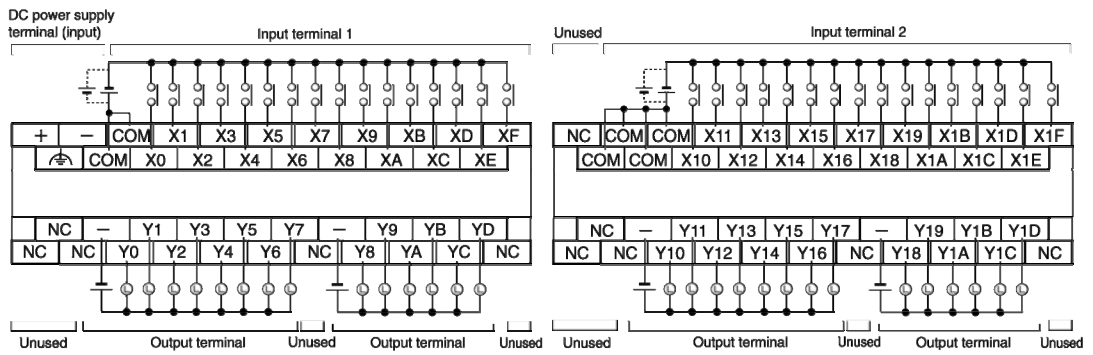 DC power supply
terminal (input)
Input terminal 1
Unused
Input terminal 2
+ − COM X1 X3 X5 X7 X9 XB XD XF
COM X0 X2 X4 X6 X8 XA XC XE
NC − Y1 Y3 Y5 Y7 − Y9 YB YD
NC NC Y0 Y2 Y4 Y6 NC Y8 YA YC NC
L L L L L L L L L L L L L L
Unused Output terminal Unused Output terminal Unused
NC COM COM X11 X13 X15 X17 X19 X1B X1D X1F
COM COM X10 X12 X14 X16 X18 X1A X1C X1E
NC − Y11 Y13 Y15 Y17 − Y19 Y1B Y1D
NC NC Y10 Y12 Y14 Y16 NC Y18 Y1A Y1C NC
L L L L L L L L L L L L L L
Unused Output terminal Unused Output terminal Unused